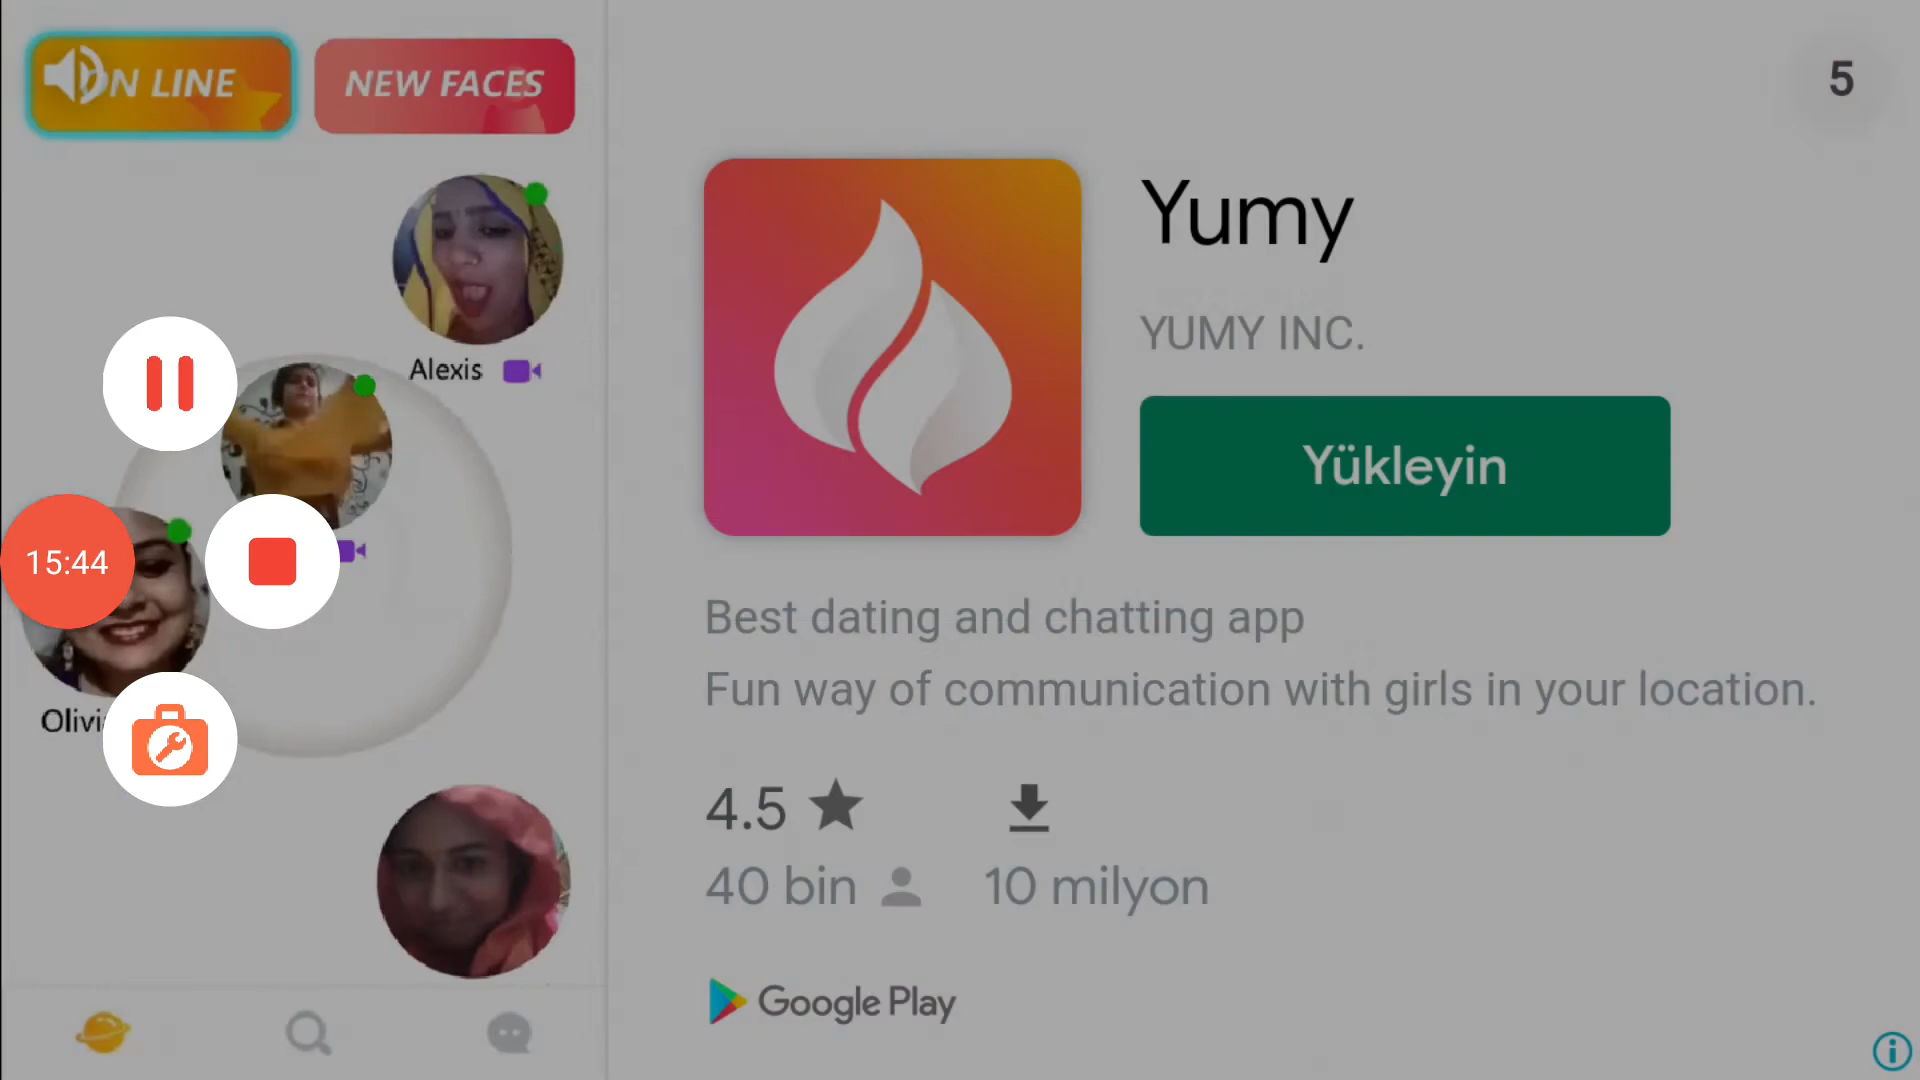 ON LINE
NEW FACES
5
Alexis
15:44
Olivi
Yumy
YUMY INC.
Yükleyin
Best dating and chatting app
Fun way of communication with girls in your location.
4.5
40 bin
10 milyon
Google Play